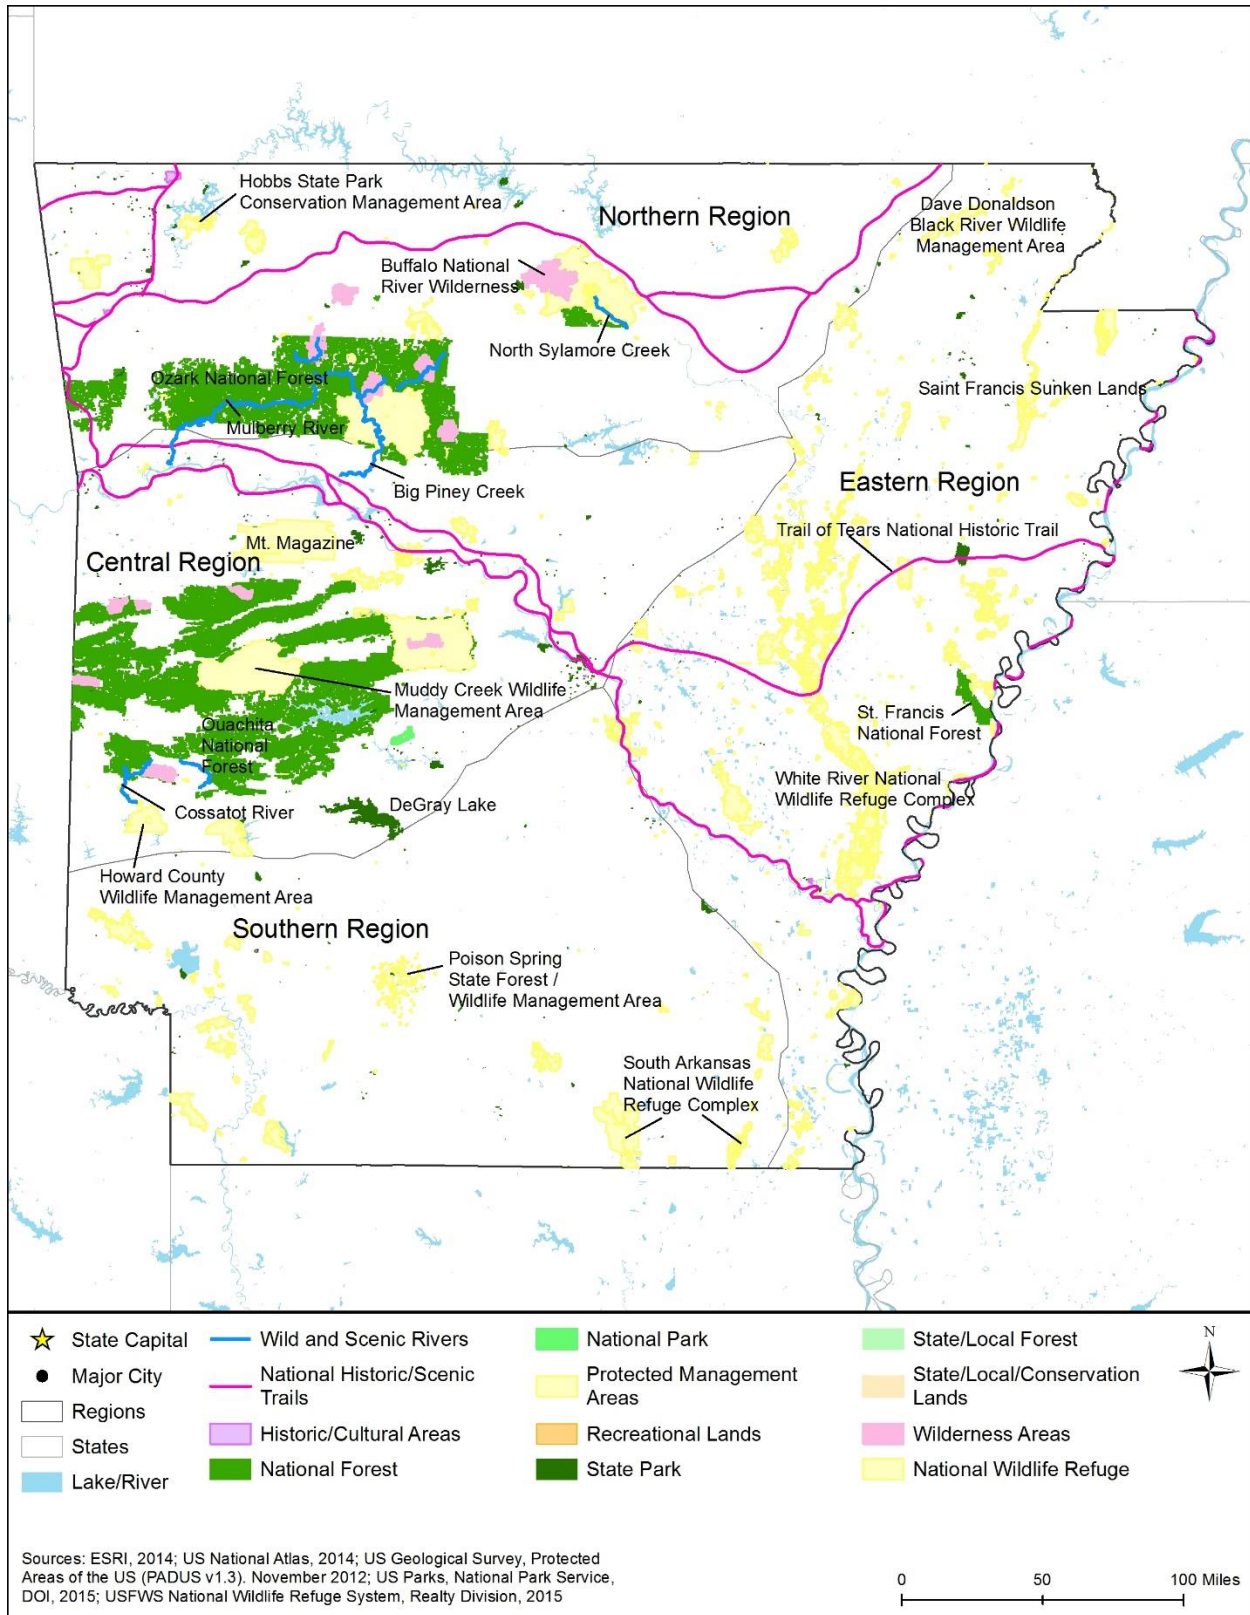 Hobbs State Park
Conservation Management Area
Northern Region
Dave Donaldson
Black River Wildlife
Management Area
Buffalo National
River Wilderness
North Sylamore Creek
Ozark National Forest
Mulberry River
Saint Francis Sunken Lands
Big Piney Creek
Eastern Region
Trail of Tears National Historic Trail
Mt. Magazine
Central Region
Muddy Creek Wildlife
Management Area
St. Francis
National Forest
Ouachita
National
Forest
White River National
Wildlife Refuge Complex
Cossatot River
DeGray Lake
Howard County
Wildlife Management Area
Southern Region
Poison Spring
State Forest /
Wildlife Management Area
South Arkansas
National Wildlife
Refuge Complex
State Capital
Major City
Regions
States
Lake/River
Wild and Scenic Rivers
National Historic/Scenic
Trails
Historic/Cultural Areas
National Forest
National Park
Protected Management
Areas
Recreational Lands
State Park
State/Local Forest
State/Local/Conservation
Lands
Wilderness Areas
National Wildlife Refuge
N
Sources: ESRI, 2014; US National Atlas, 2014; US Geological Survey, Protected
Areas of the US (PADUS v1.3). November 2012; US Parks, National Park Service,
DOI, 2015; USFWS National Wildlife Refuge System, Realty Division, 2015
0 50 100 Miles